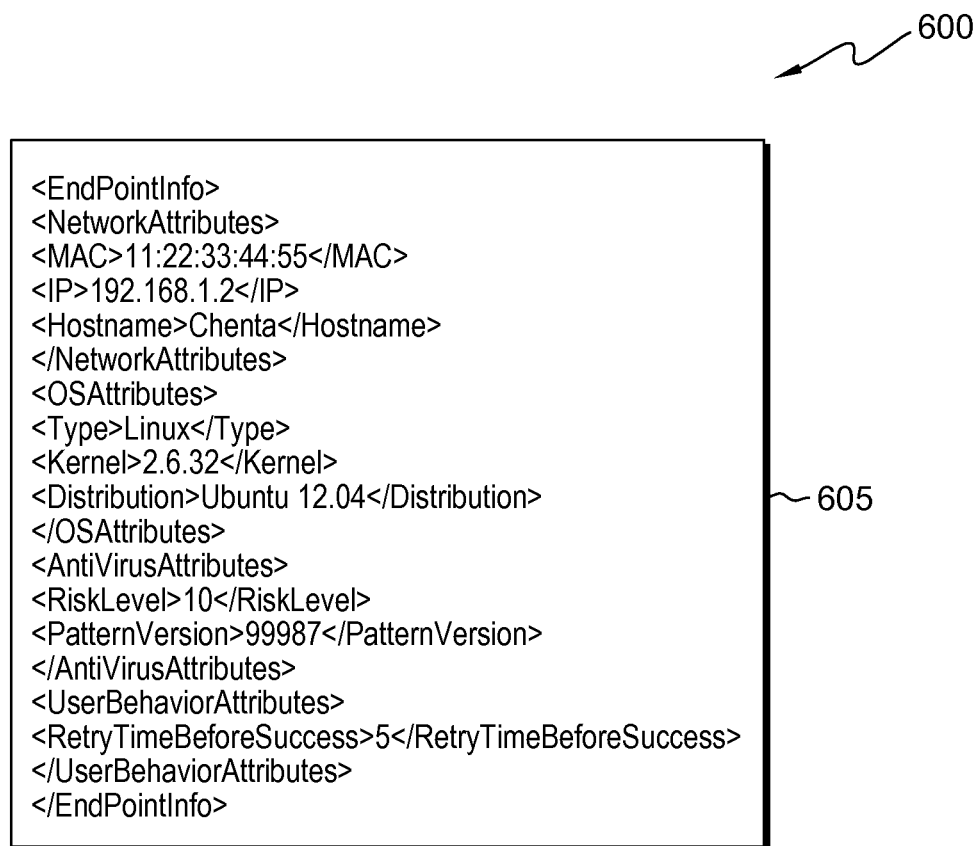 600
<EndPointInfo>
<NetworkAttributes>
<MAC>11:22:33:44:55</MAC>
<IP>192.168.1.2</IP>
<Hostname>Chenta</Hostname>
</NetworkAttributes>
<OSAttributes>
<Type>Linux</Type>
<Kernel>2.6.32</Kernel>
<Distribution>Ubuntu 12.04</Distribution>
</OSAttributes>
<AntiVirusAttributes>
<RiskLevel>10</RiskLevel>
<PatternVersion>99987</PatternVersion>
</AntiVirusAttributes>
<UserBehaviorAttributes>
<RetryTimeBeforeSuccess>5</RetryTimeBeforeSuccess>
</UserBehaviorAttributes>
</EndPointInfo>
605